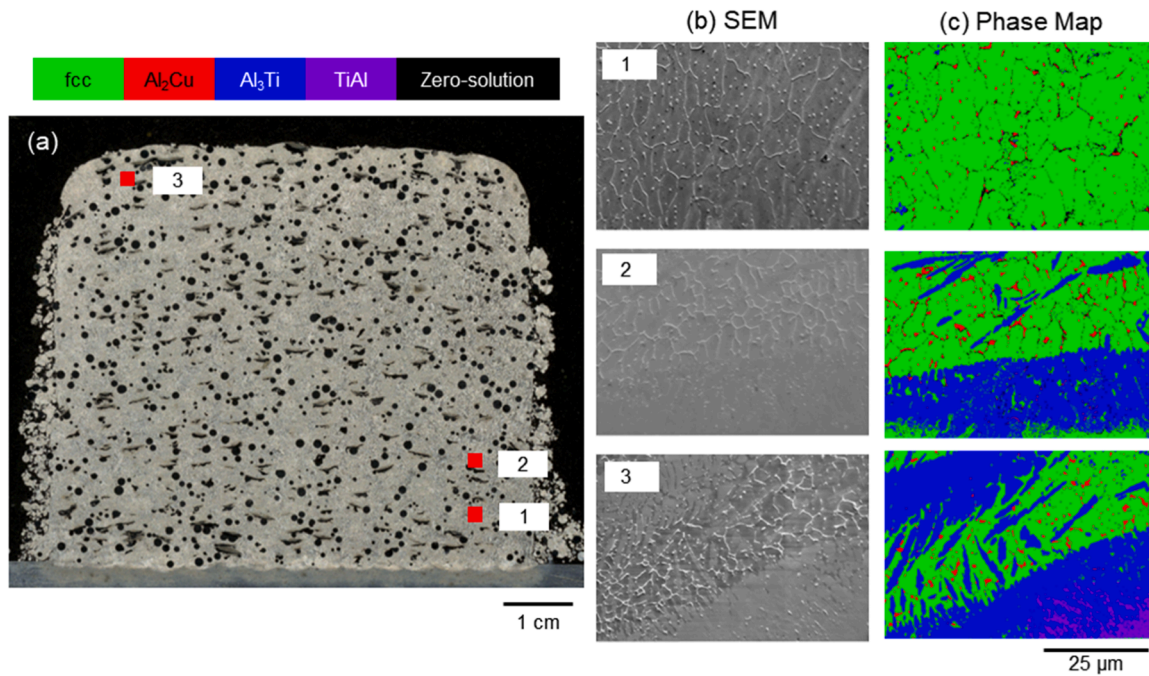 (b) SEM
(c) Phase Map
fcc
Al₂Cu
Al₃Ti
TiAl
Zero-solution
(a)
3
2
1
1 cm
1
2
3
25 µm